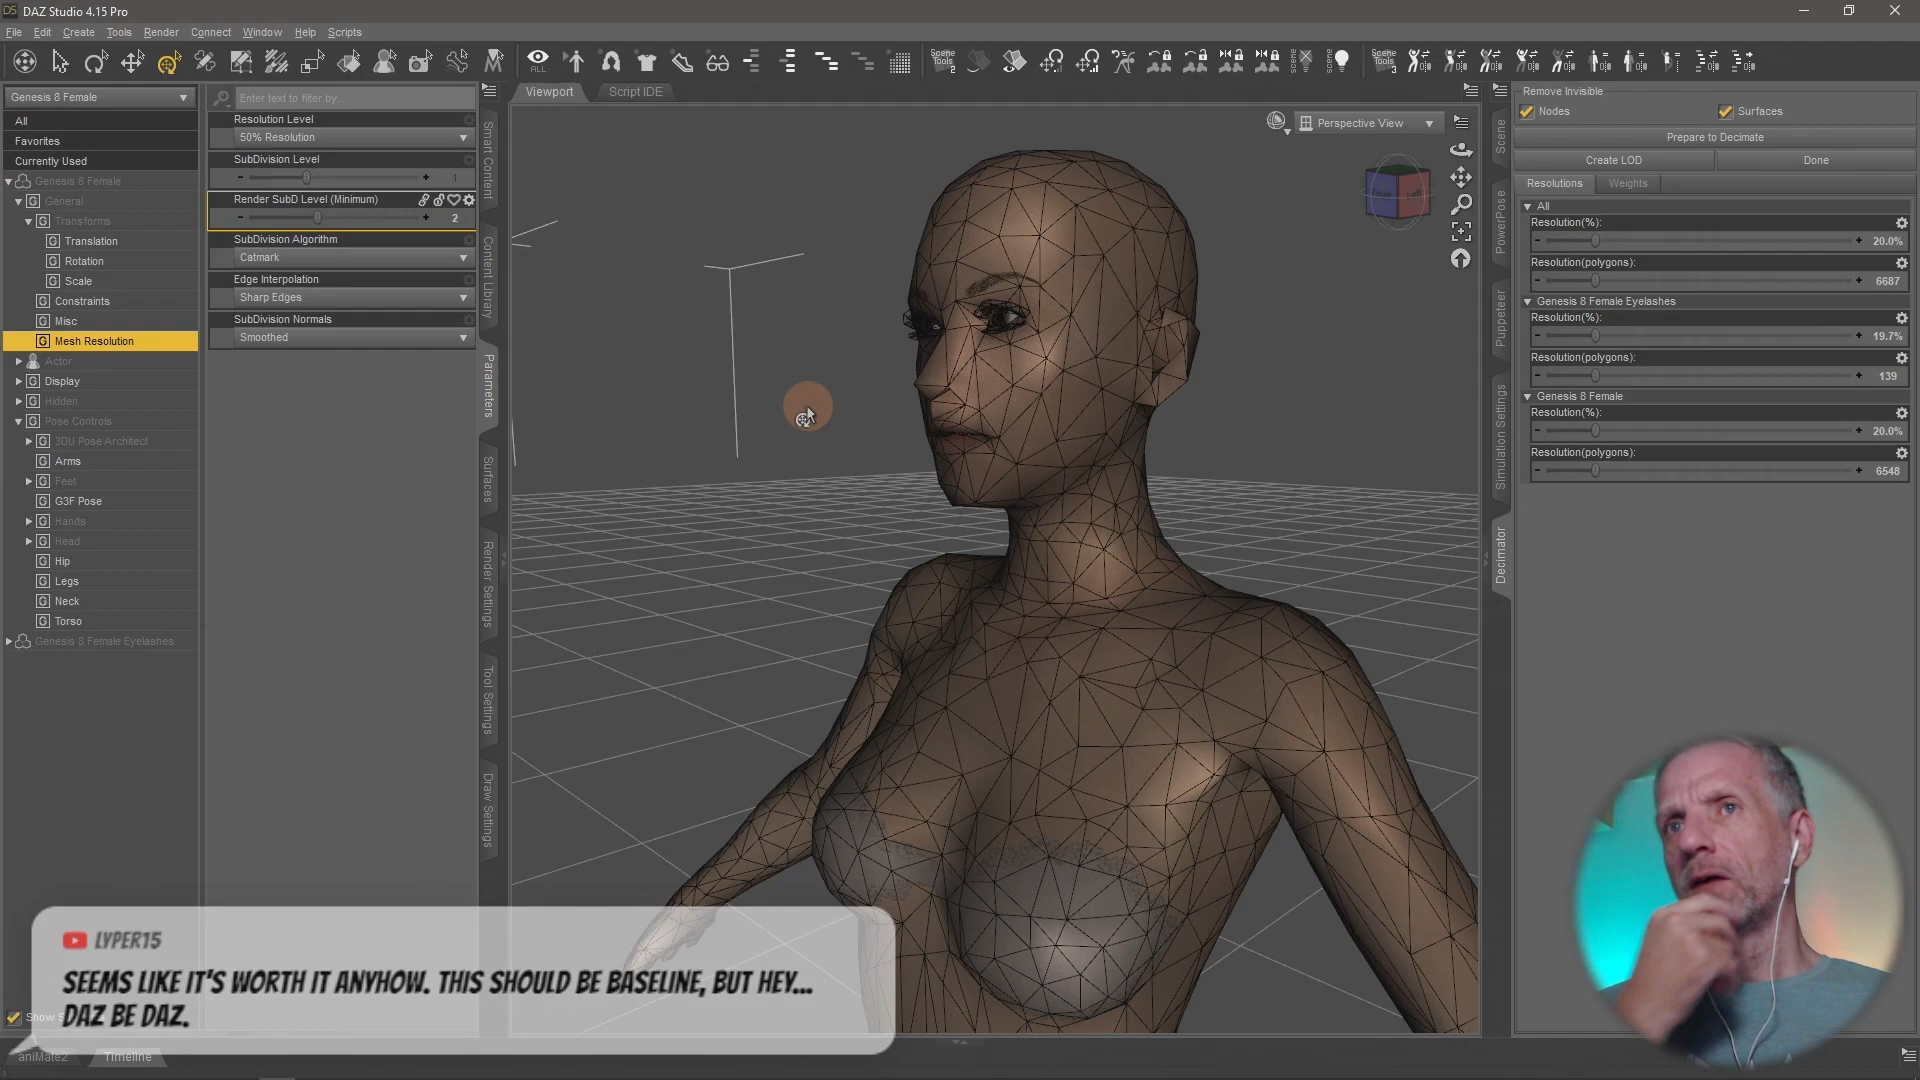 DAZ Studio 4.15 Pro
File Edit Create Tools Render Connect Window Help Scripts
ALL
Scene Tools 2
scene
Scene Tools 3
Genesis 8 Female
All
Favorites
Currently Used
Genesis 8 Female
General
Transforms
Translation
Rotation
Scale
Constraints
Misc
Mesh Resolution
Actor
Display
Hidden
Pose Controls
3DU Pose Architect
Arms
Feet
G3F Pose
Hands
Head
Hip
Legs
Neck
Torso
Genesis 8 Female Eyelashes
Enter text to filter by...
Resolution Level
50% Resolution
SubDivision Level
1
Render SubD Level (Minimum)
2
SubDivision Algorithm
Catmark
Edge Interpolation
Sharp Edges
SubDivision Normals
Smoothed
Smart Content
Content Library
Parameters
Surfaces
Render Settings
Tool Settings
Draw Settings
Viewport
Script IDE
Perspective View
Left
Scene
PowerPose
Puppeteer
Simulation Settings
Decimator
Remove Invisible
Nodes
Surfaces
Prepare to Decimate
Create LOD
Done
Resolutions
Weights
All
Resolution(%):
20.0%
Resolution(polygons):
6687
Genesis 8 Female Eyelashes
Resolution(%):
19.7%
Resolution(polygons):
139
Genesis 8 Female
Resolution(%):
20.0%
Resolution(polygons):
6548
LYPER15
SEEMS LIKE IT'S WORTH IT ANYHOW. THIS SHOULD BE BASELINE, BUT HEY...
DAZ BE DAZ.
Show
aniMate2
Timeline